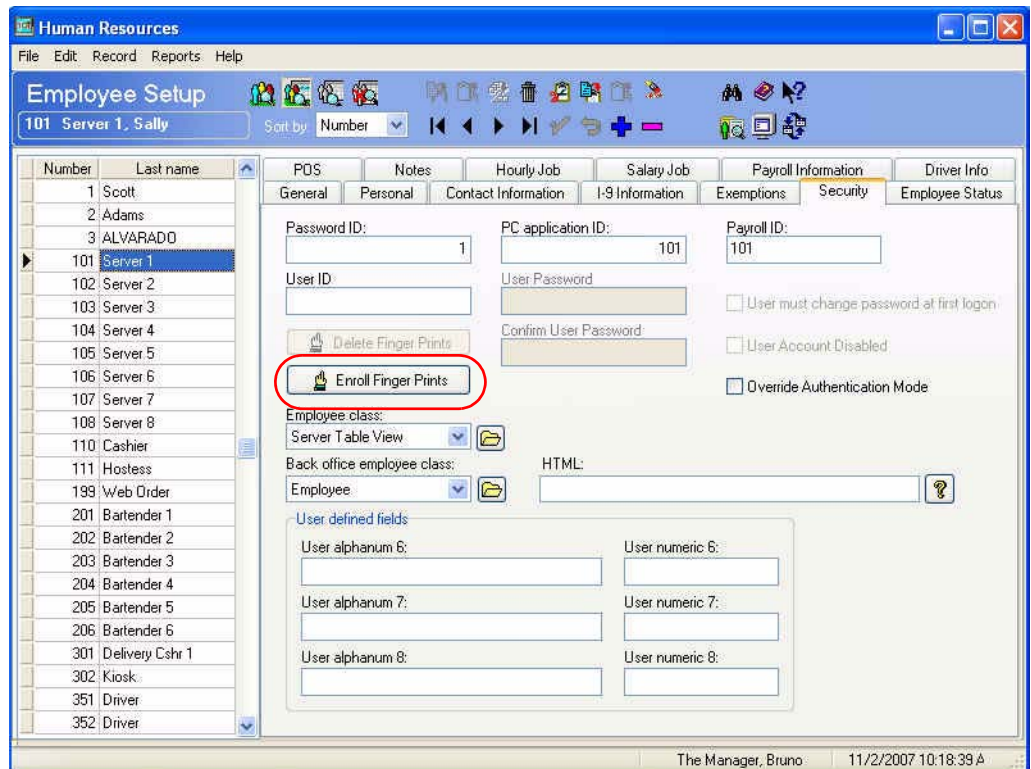 Human Resources
File Edit Record Reports Help
Employee Setup
101 Server 1, Sally
Sort by Number
Number Last name
1 Scott
2 Adams
3 ALVARADO
101 Server 1
102 Server 2
103 Server 3
104 Server 4
105 Server 5
106 Server 6
107 Server 7
108 Server 8
110 Cashier
111 Hostess
199 Web Order
201 Bartender 1
202 Bartender 2
203 Bartender 3
204 Bartender 4
205 Bartender 5
206 Bartender 6
301 Delivery Cshr 1
302 Kiosk
351 Driver
352 Driver
POS Notes Hourly Job Salary Job Payroll Information Driver Info
General Personal Contact Information I-9 Information Exemptions Security Employee Status
Password ID: PC application ID: Payroll ID:
1 101 101
User ID User Password
User must change password at first logon
Delete Finger Prints Confirm User Password
User Account Disabled
Enroll Finger Prints Override Authentication Mode
Employee class:
Server Table View
Back office employee class: HTML:
Employee
User defined fields
User alphanum 6: User numeric 6:
User alphanum 7: User numeric 7:
User alphanum 8: User numeric 8:
The Manager, Bruno 11/2/2007 10:18:39 A